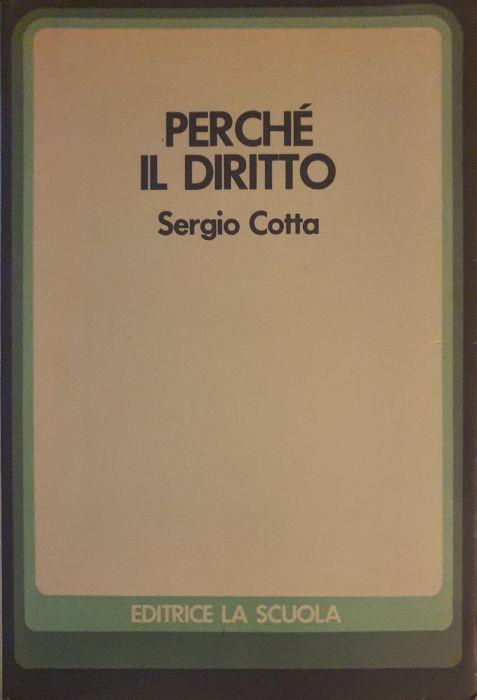 PERCHÉ
IL DIRITTO
Sergio Cotta
EDITRICE LA SCUOLA